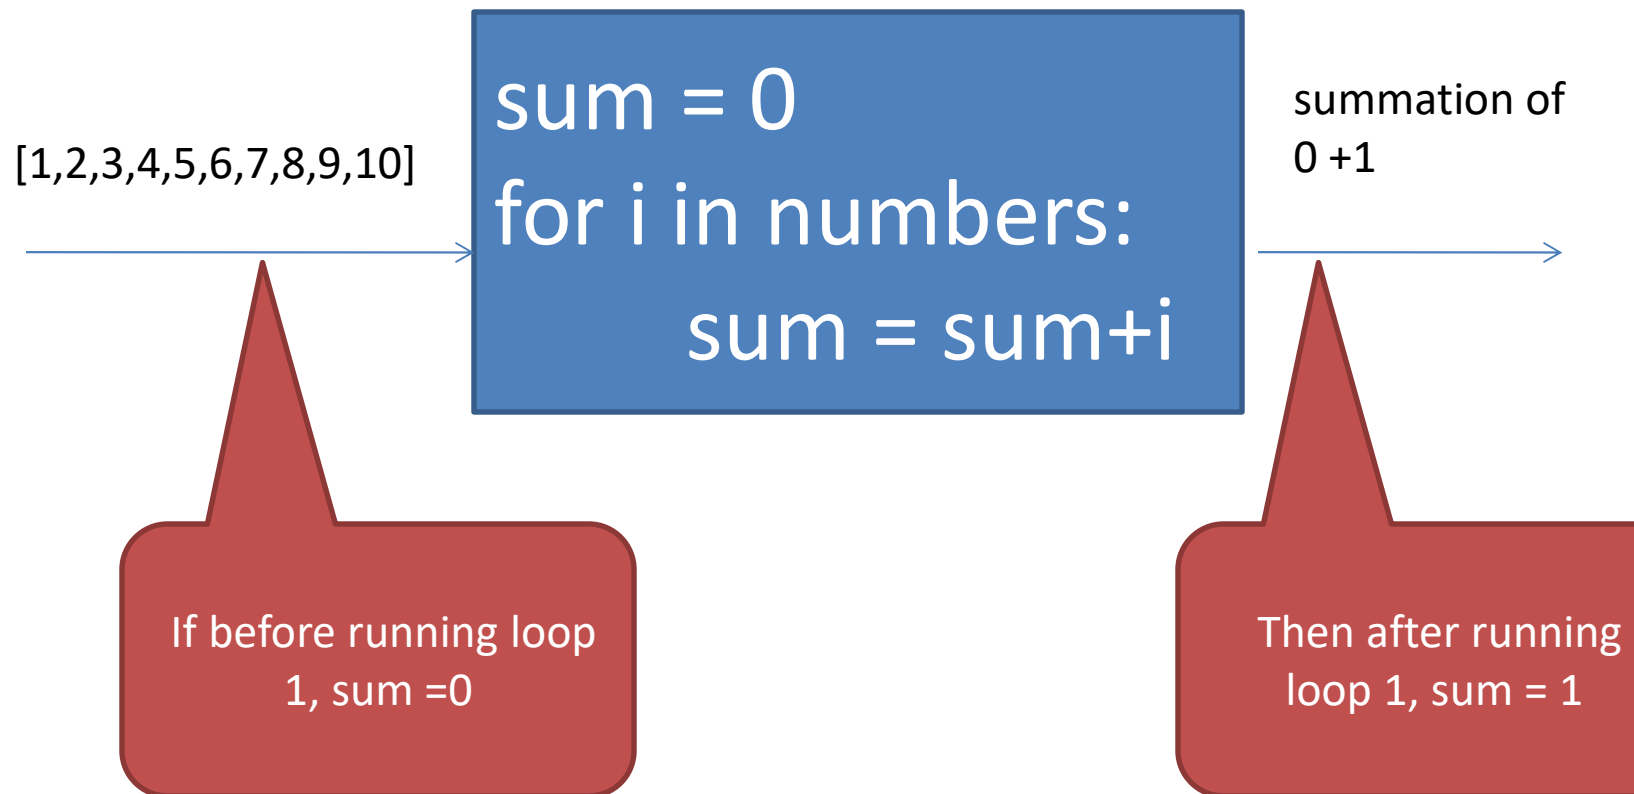 [1,2,3,4,5,6,7,8,9,10]
sum = 0
for i in numbers:
sum = sum+i
summation of
0 +1
If before running loop
1, sum =0
Then after running
loop 1, sum = 1